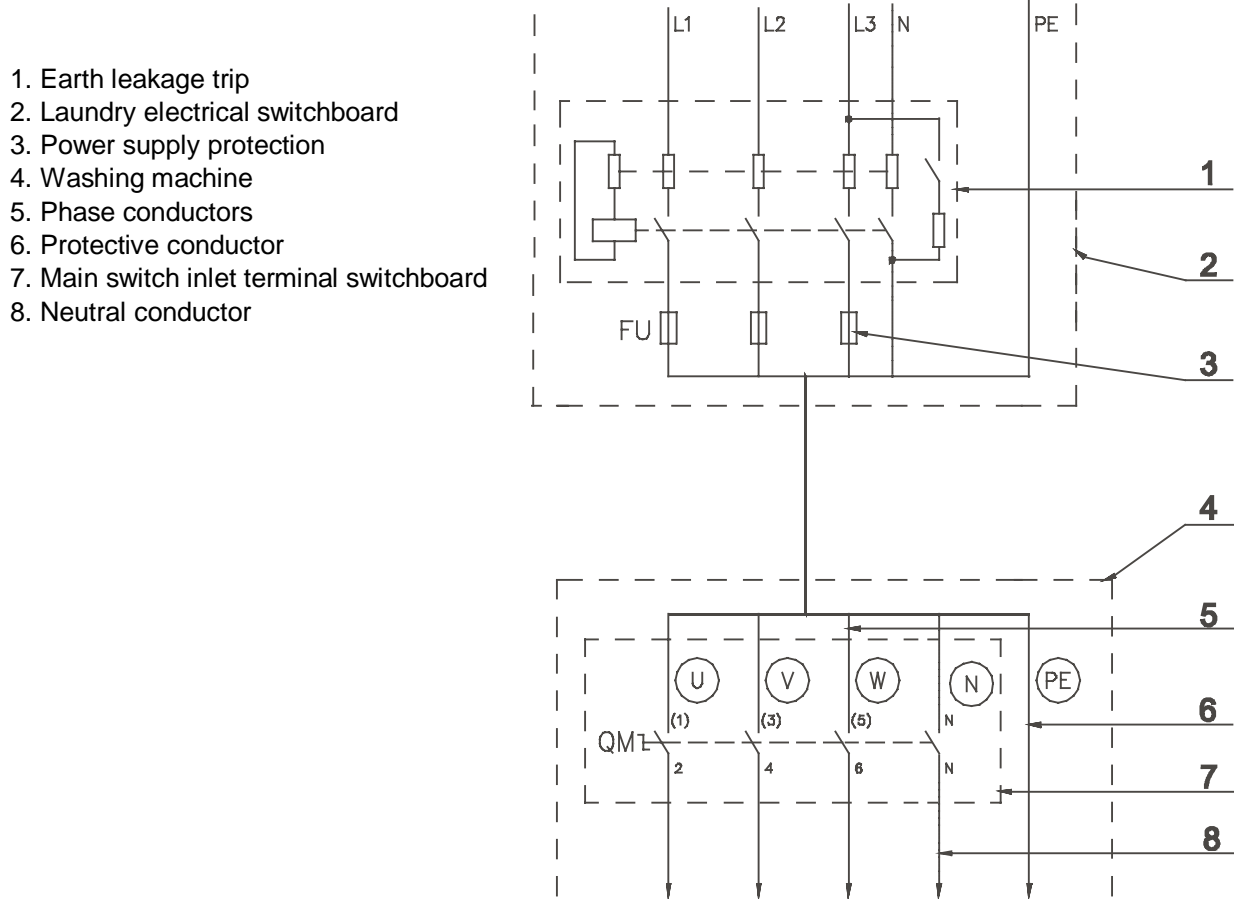 1. Earth leakage trip
2. Laundry electrical switchboard
3. Power supply protection
4. Washing machine
5. Phase conductors
6. Protective conductor
7. Main switch inlet terminal switchboard
8. Neutral conductor
L1 L2 L3 N PE
1
2
FU
3
4
5
U V W N PE
(1) (3) (5) N
6
QM
2 4 6 N
7
8